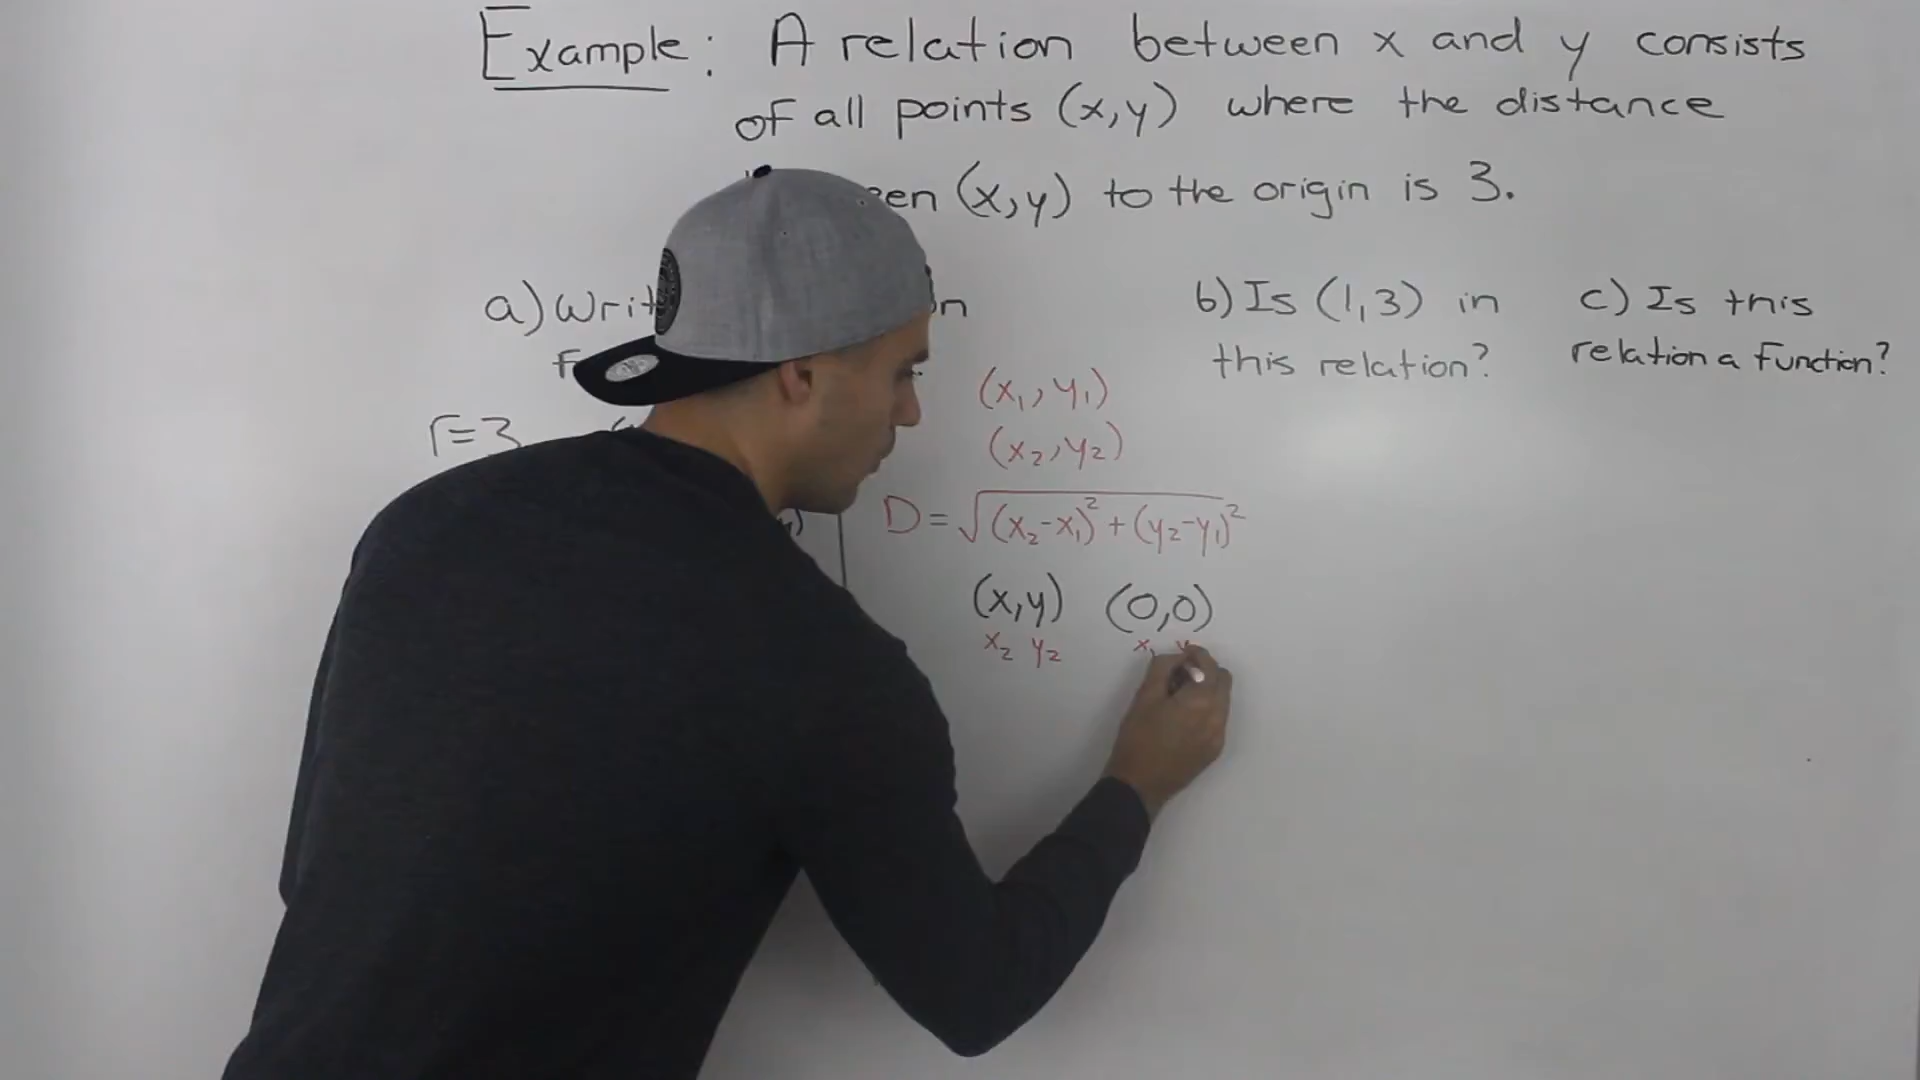 Example: A relation between x and y consists
of all points (x,y) where the distance
(x,y) to the origin is 3.
a) b) Is (1,3) in c) Is this
this relation? relation a function?
(x₁, y₁)
r=3 (x₂, y₂)
D = √(x₂-x₁)² + (y₂-y₁)²
(x,y) (0,0)
x₂ y₂ x₁